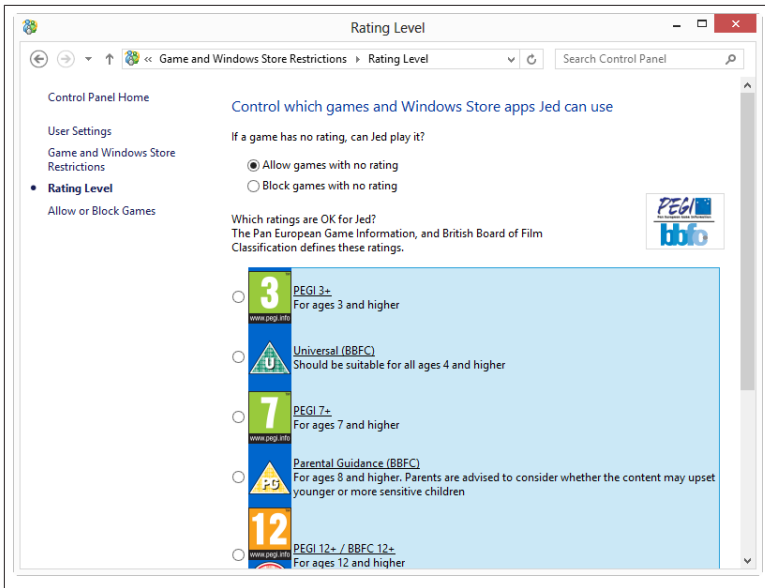 Rating Level
« Game and Windows Store Restrictions ▸ Rating Level
Search Control Panel
Control Panel Home
User Settings
Game and Windows Store
Restrictions
Rating Level
Allow or Block Games
Control which games and Windows Store apps Jed can use
If a game has no rating, can Jed play it?
Allow games with no rating
Block games with no rating
Which ratings are OK for Jed?
The Pan European Game Information, and British Board of Film
Classification defines these ratings.
PEGI
Pan European Game Information
bbfc
3
www.pegi.info
PEGI 3+
For ages 3 and higher
U
Universal (BBFC)
Should be suitable for all ages 4 and higher
7
www.pegi.info
PEGI 7+
For ages 7 and higher
PG
Parental Guidance (BBFC)
For ages 8 and higher. Parents are advised to consider whether the content may upset
younger or more sensitive children
12
www.pegi.info
PEGI 12+ / BBFC 12+
For ages 12 and higher